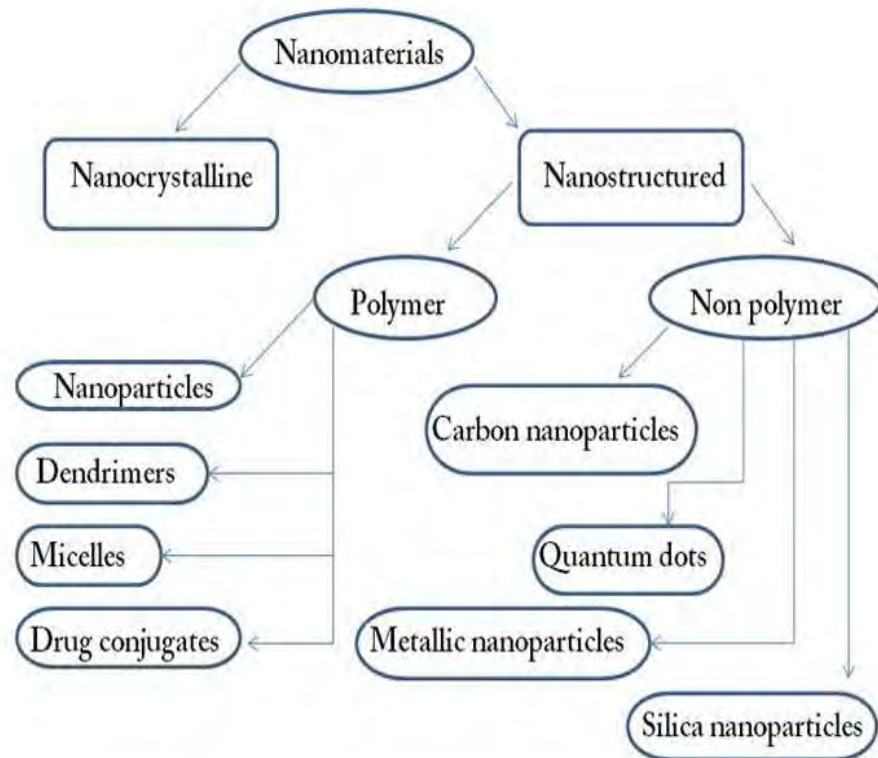 Nanomaterials
Nanocrystalline
Nanostructured
Polymer
Non polymer
Nanoparticles
Carbon nanoparticles
Dendrimers
Micelles
Quantum dots
Drug conjugates
Metallic nanoparticles
Silica nanoparticles